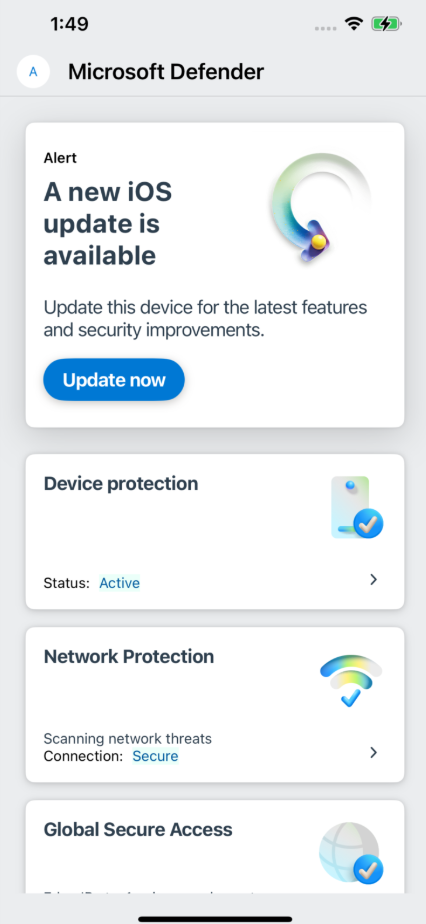 1:49
A
Microsoft Defender
Alert
A new iOS
update is
available
Update this device for the latest features
and security improvements.
Update now
Device protection
Status: Active
Network Protection
Scanning network threats
Connection: Secure
Global Secure Access